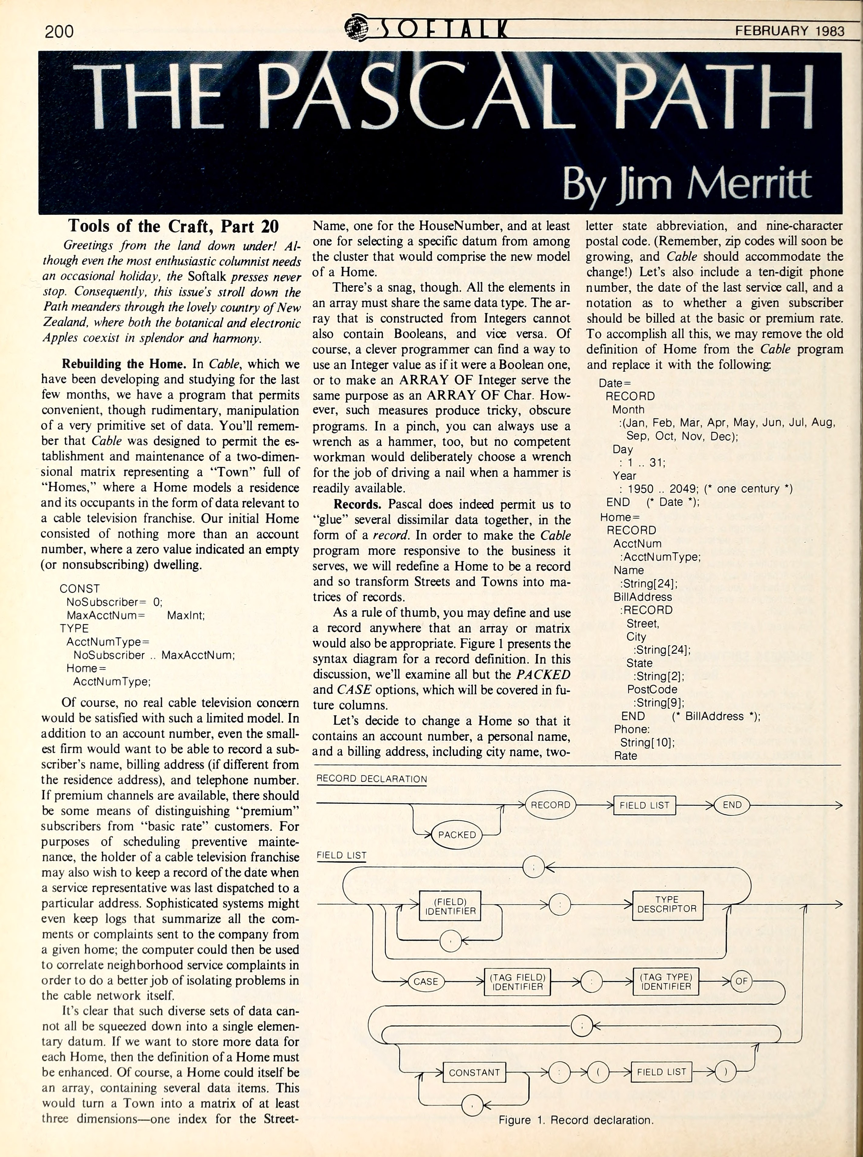 200
SOFTALK
FEBRUARY 1983
THE PASCAL PATH
By Jim Merritt
Tools of the Craft, Part 20
Greetings from the land down under! Al-
though even the most enthusiastic columnist needs
an occasional holiday, the Softalk presses never
stop. Consequently, this issue's stroll down the
Path meanders through the lovely country of New
Zealand, where both the botanical and electronic
Apples coexist in splendor and harmony.
Rebuilding the Home. In Cable, which we
have been developing and studying for the last
few months, we have a program that permits
convenient, though rudimentary, manipulation
of a very primitive set of data. You'll remem-
ber that Cable was designed to permit the es-
tablishment and maintenance of a two-dimen-
sional matrix representing a "Town" full of
"Homes," where a Home models a residence
and its occupants in the form of data relevant to
a cable television franchise. Our initial Home
consisted of nothing more than an account
number, where a zero value indicated an empty
(or nonsubscribing) dwelling.
CONST
NoSubscriber= 0;
MaxAcctNum= MaxInt;
TYPE
AcctNumType=
NoSubscriber .. MaxAcctNum;
Home=
AcctNumType;
Of course, no real cable television concern
would be satisfied with such a limited model. In
addition to an account number, even the small-
est firm would want to be able to record a sub-
scriber's name, billing address (if different from
the residence address), and telephone number.
If premium channels are available, there should
be some means of distinguishing "premium"
subscribers from "basic rate" customers. For
purposes of scheduling preventive mainte-
nance, the holder of a cable television franchise
may also wish to keep a record of the date when
a service representative was last dispatched to a
particular address. Sophisticated systems might
even keep logs that summarize all the com-
ments or complaints sent to the company from
a given home; the computer could then be used
to correlate neighborhood service complaints in
order to do a better job of isolating problems in
the cable network itself.
It's clear that such diverse sets of data can-
not all be squeezed down into a single elemen-
tary datum. If we want to store more data for
each Home, then the definition of a Home must
be enhanced. Of course, a Home could itself be
an array, containing several data items. This
would turn a Town into a matrix of at least
three dimensions—one index for the Street-
Name, one for the HouseNumber, and at least
one for selecting a specific datum from among
the cluster that would comprise the new model
of a Home.
There's a snag, though. All the elements in
an array must share the same data type. The ar-
ray that is constructed from Integers cannot
also contain Booleans, and vice versa. Of
course, a clever programmer can find a way to
use an Integer value as if it were a Boolean one,
or to make an ARRAY OF Integer serve the
same purpose as an ARRAY OF Char. How-
ever, such measures produce tricky, obscure
programs. In a pinch, you can always use a
wrench as a hammer, too, but no competent
workman would deliberately choose a wrench
for the job of driving a nail when a hammer is
readily available.
Records. Pascal does indeed permit us to
"glue" several dissimilar data together, in the
form of a record. In order to make the Cable
program more responsive to the business it
serves, we will redefine a Home to be a record
and so transform Streets and Towns into ma-
trices of records.
As a rule of thumb, you may define and use
a record anywhere that an array or matrix
would also be appropriate. Figure 1 presents the
syntax diagram for a record definition. In this
discussion, we'll examine all but the PACKED
and CASE options, which will be covered in fu-
ture columns.
Let's decide to change a Home so that it
contains an account number, a personal name,
and a billing address, including city name, two-
letter state abbreviation, and nine-character
postal code. (Remember, zip codes will soon be
growing, and Cable should accommodate the
change!) Let's also include a ten-digit phone
number, the date of the last service call, and a
notation as to whether a given subscriber
should be billed at the basic or premium rate.
To accomplish all this, we may remove the old
definition of Home from the Cable program
and replace it with the following:
Date=
RECORD
Month
:(Jan, Feb, Mar, Apr, May, Jun, Jul, Aug,
Sep, Oct, Nov, Dec);
Day
: 1 .. 31;
Year
: 1950 .. 2049; (* one century *)
END (* Date *);
Home=
RECORD
AcctNum
:AcctNumType;
Name
:String[24];
BillAddress
:RECORD
Street,
City
:String[24];
State
:String[2];
PostCode
:String[9];
END (* BillAddress *);
Phone:
String[10];
Rate
RECORD DECLARATION
RECORD FIELD LIST END
PACKED
FIELD LIST
;
(FIELD) IDENTIFIER : TYPE DESCRIPTOR
,
CASE (TAG FIELD) IDENTIFIER : (TAG TYPE) IDENTIFIER OF
;
CONSTANT : ( FIELD LIST )
,
Figure 1. Record declaration.